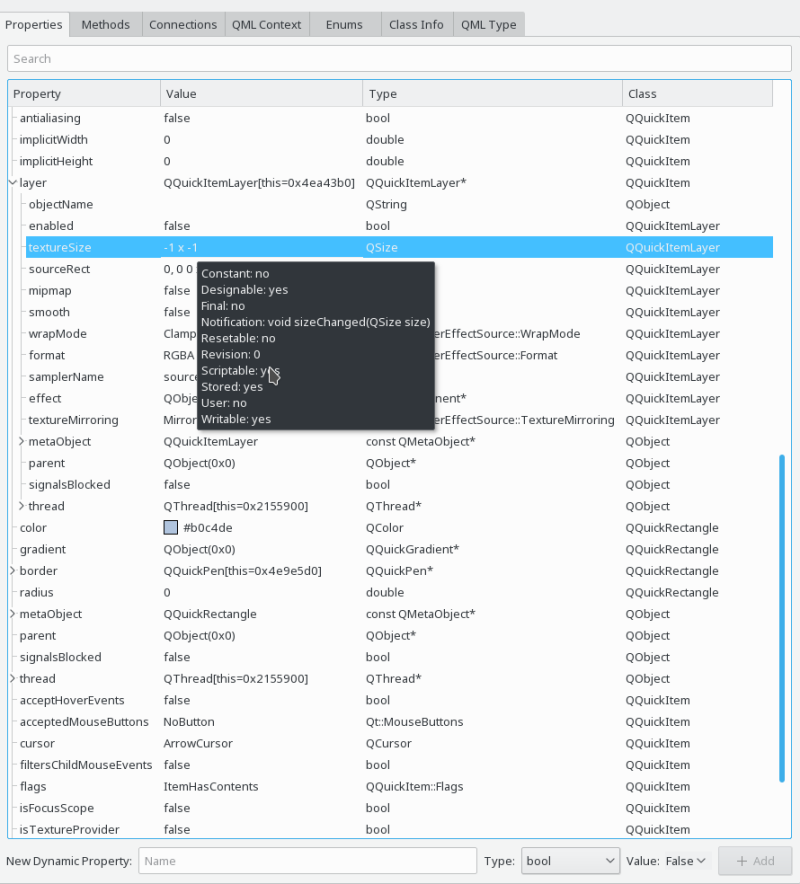 Properties Methods Connections QML Context Enums Class Info QML Type
Search
Property Value Type Class
antialiasing false bool QQuickItem
implicitWidth 0 double QQuickItem
implicitHeight 0 double QQuickItem
layer QQuickItemLayer[this=0x4ea43b0] QQuickItemLayer* QQuickItem
objectName QString QObject
enabled false bool QQuickItemLayer
textureSize -1 x -1 QSize QQuickItemLayer
sourceRect 0, 0 0 QQuickItemLayer
mipmap false QQuickItemLayer
smooth false QQuickItemLayer
wrapMode Clamp erEffectSource::WrapMode QQuickItemLayer
format RGBA erEffectSource::Format QQuickItemLayer
samplerName source QQuickItemLayer
effect QObje nent* QQuickItemLayer
textureMirroring Mirror erEffectSource::TextureMirroring QQuickItemLayer
Constant: no
Designable: yes
Final: no
Notification: void sizeChanged(QSize size)
Resetable: no
Revision: 0
Scriptable: yes
Stored: yes
User: no
Writable: yes
metaObject QQuickItemLayer const QMetaObject* QObject
parent QObject(0x0) QObject* QObject
signalsBlocked false bool QObject
thread QThread[this=0x2155900] QThread* QObject
color #b0c4de QColor QQuickRectangle
gradient QObject(0x0) QQuickGradient* QQuickRectangle
border QQuickPen[this=0x4e9e5d0] QQuickPen* QQuickRectangle
radius 0 double QQuickRectangle
metaObject QQuickRectangle const QMetaObject* QObject
parent QObject(0x0) QObject* QObject
signalsBlocked false bool QObject
thread QThread[this=0x2155900] QThread* QObject
acceptHoverEvents false bool QQuickItem
acceptedMouseButtons NoButton Qt::MouseButtons QQuickItem
cursor ArrowCursor QCursor QQuickItem
filtersChildMouseEvents false bool QQuickItem
flags ItemHasContents QQuickItem::Flags QQuickItem
isFocusScope false bool QQuickItem
isTextureProvider false bool QQuickItem
New Dynamic Property: Name Type: bool Value: False + Add